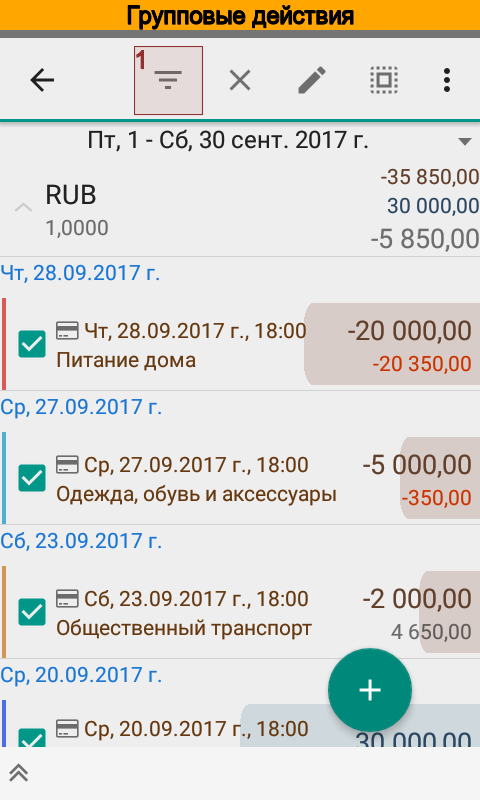 Групповые действия
1
Пт, 1 - Сб, 30 сент. 2017 г.
RUB
1,0000
-35 850,00
30 000,00
-5 850,00
Чт, 28.09.2017 г.
Чт, 28.09.2017 г., 18:00
-20 000,00
Питание дома
-20 350,00
Ср, 27.09.2017 г.
Ср, 27.09.2017 г., 18:00
-5 000,00
Одежда, обувь и аксессуары
-350,00
Сб, 23.09.2017 г.
Сб, 23.09.2017 г., 18:00
-2 000,00
Общественный транспорт
4 650,00
Ср, 20.09.2017 г.
Ср, 20.09.2017 г., 18:00
30 000,00